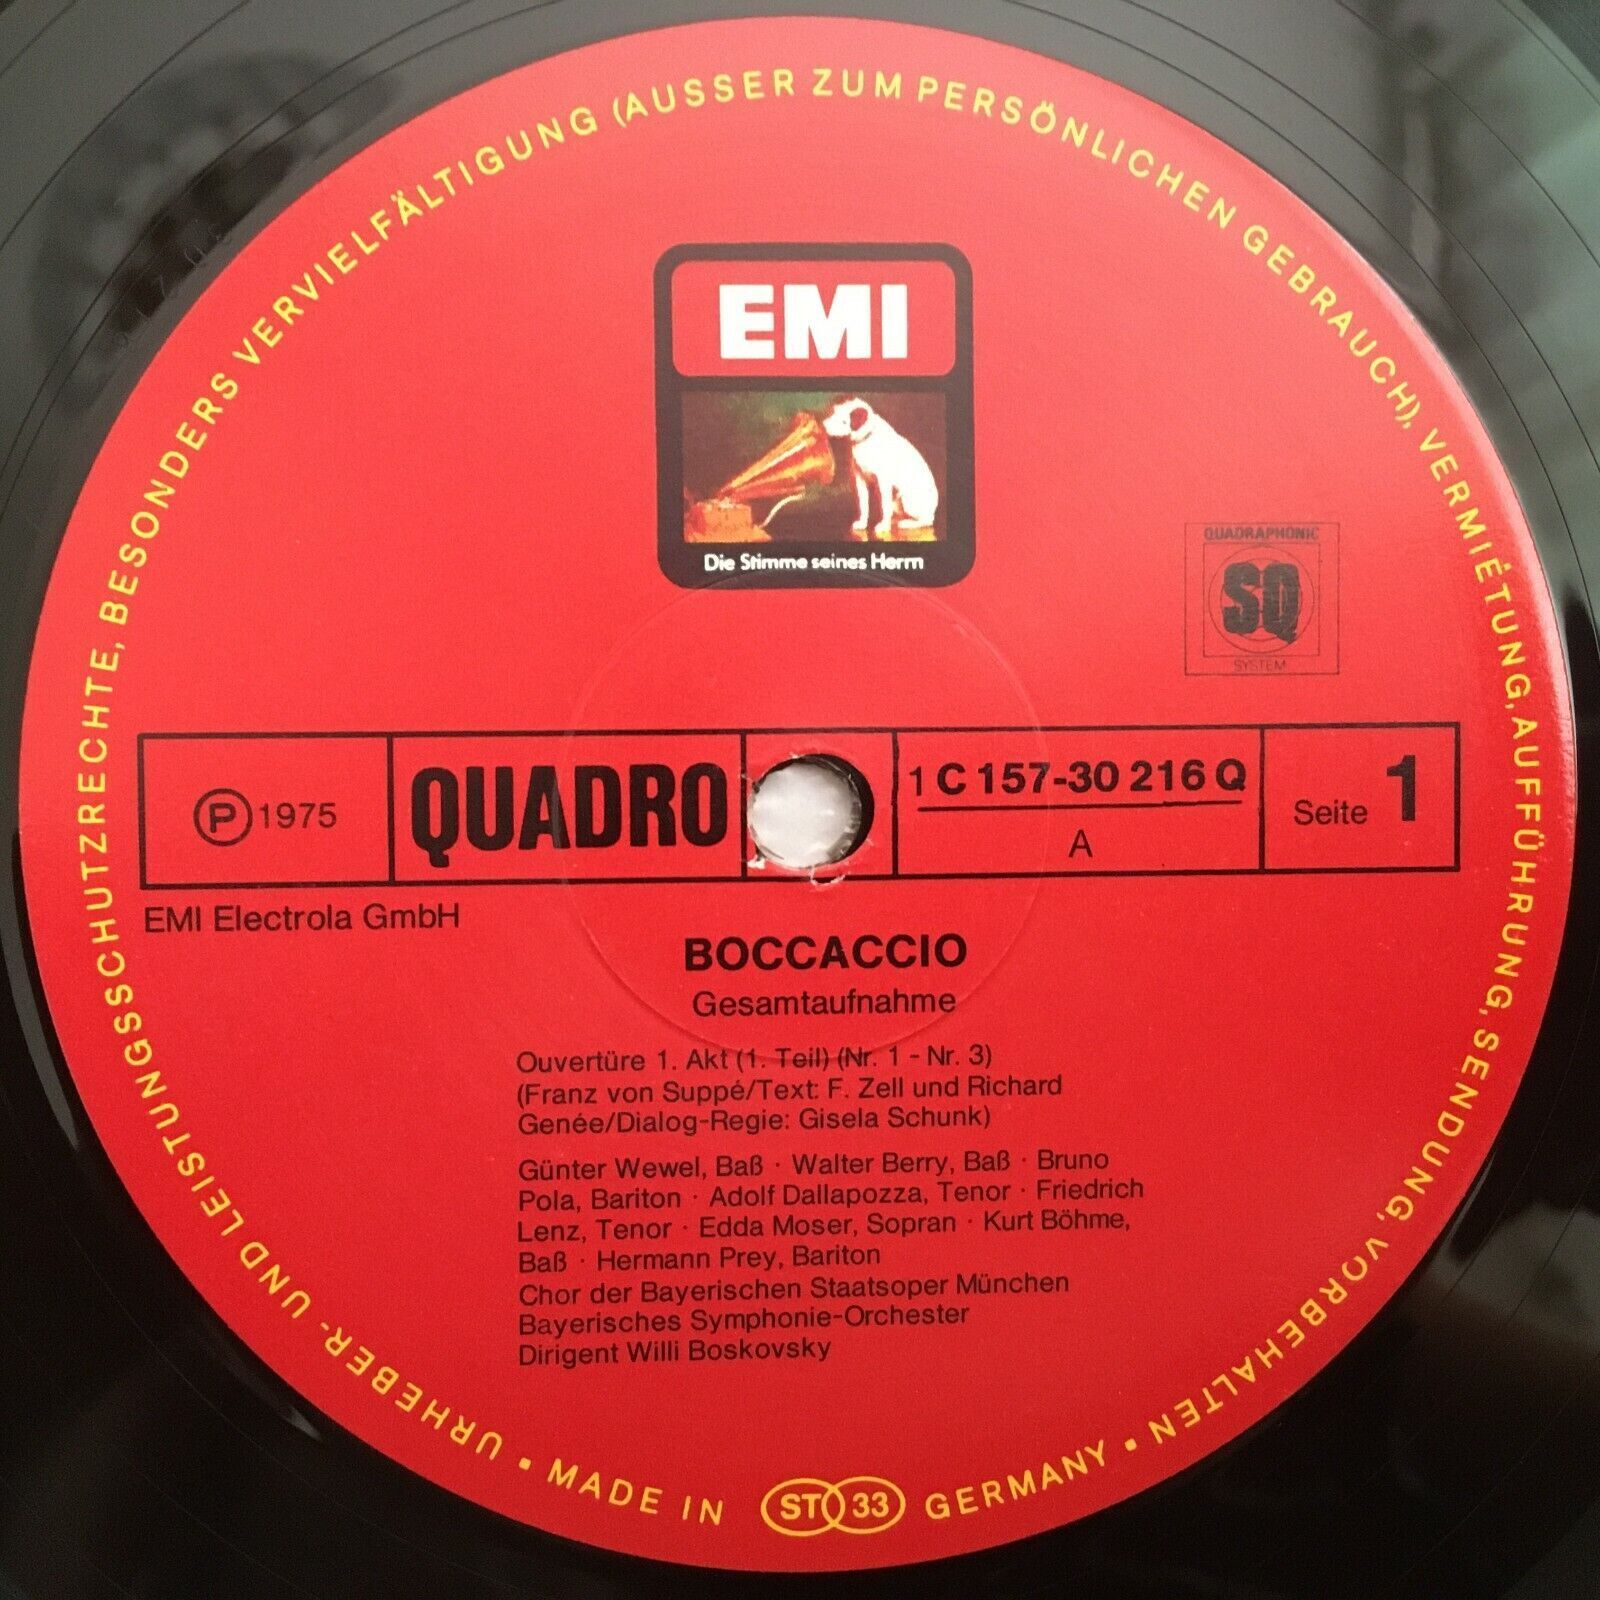 URHEBER- UND LEISTUNGSSCHUTZRECHTE, BESONDERS VERVIELFÄLTIGUNG (AUSSER ZUM PERSÖNLICHEN GEBRAUCH), VERMIETUNG, AUFFÜHRUNG, SENDUNG, VORBEHALTEN •
EMI
Die Stimme seines Herrn
QUADRAPHONIC
SQ
SYSTEM
℗ 1975
QUADRO
1 C 157-30 216 Q
A
Seite 1
EMI Electrola GmbH
BOCCACCIO
Gesamtaufnahme
Ouvertüre 1. Akt (1. Teil) (Nr. 1 - Nr. 3)
(Franz von Suppé/Text: F. Zell und Richard
Genée/Dialog-Regie: Gisela Schunk)
Günter Wewel, Baß · Walter Berry, Baß · Bruno
Pola, Bariton · Adolf Dallapozza, Tenor · Friedrich
Lenz, Tenor · Edda Moser, Sopran · Kurt Böhme,
Baß · Hermann Prey, Bariton
Chor der Bayerischen Staatsoper München
Bayerisches Symphonie-Orchester
Dirigent Willi Boskovsky
• MADE IN ST 33 GERMANY